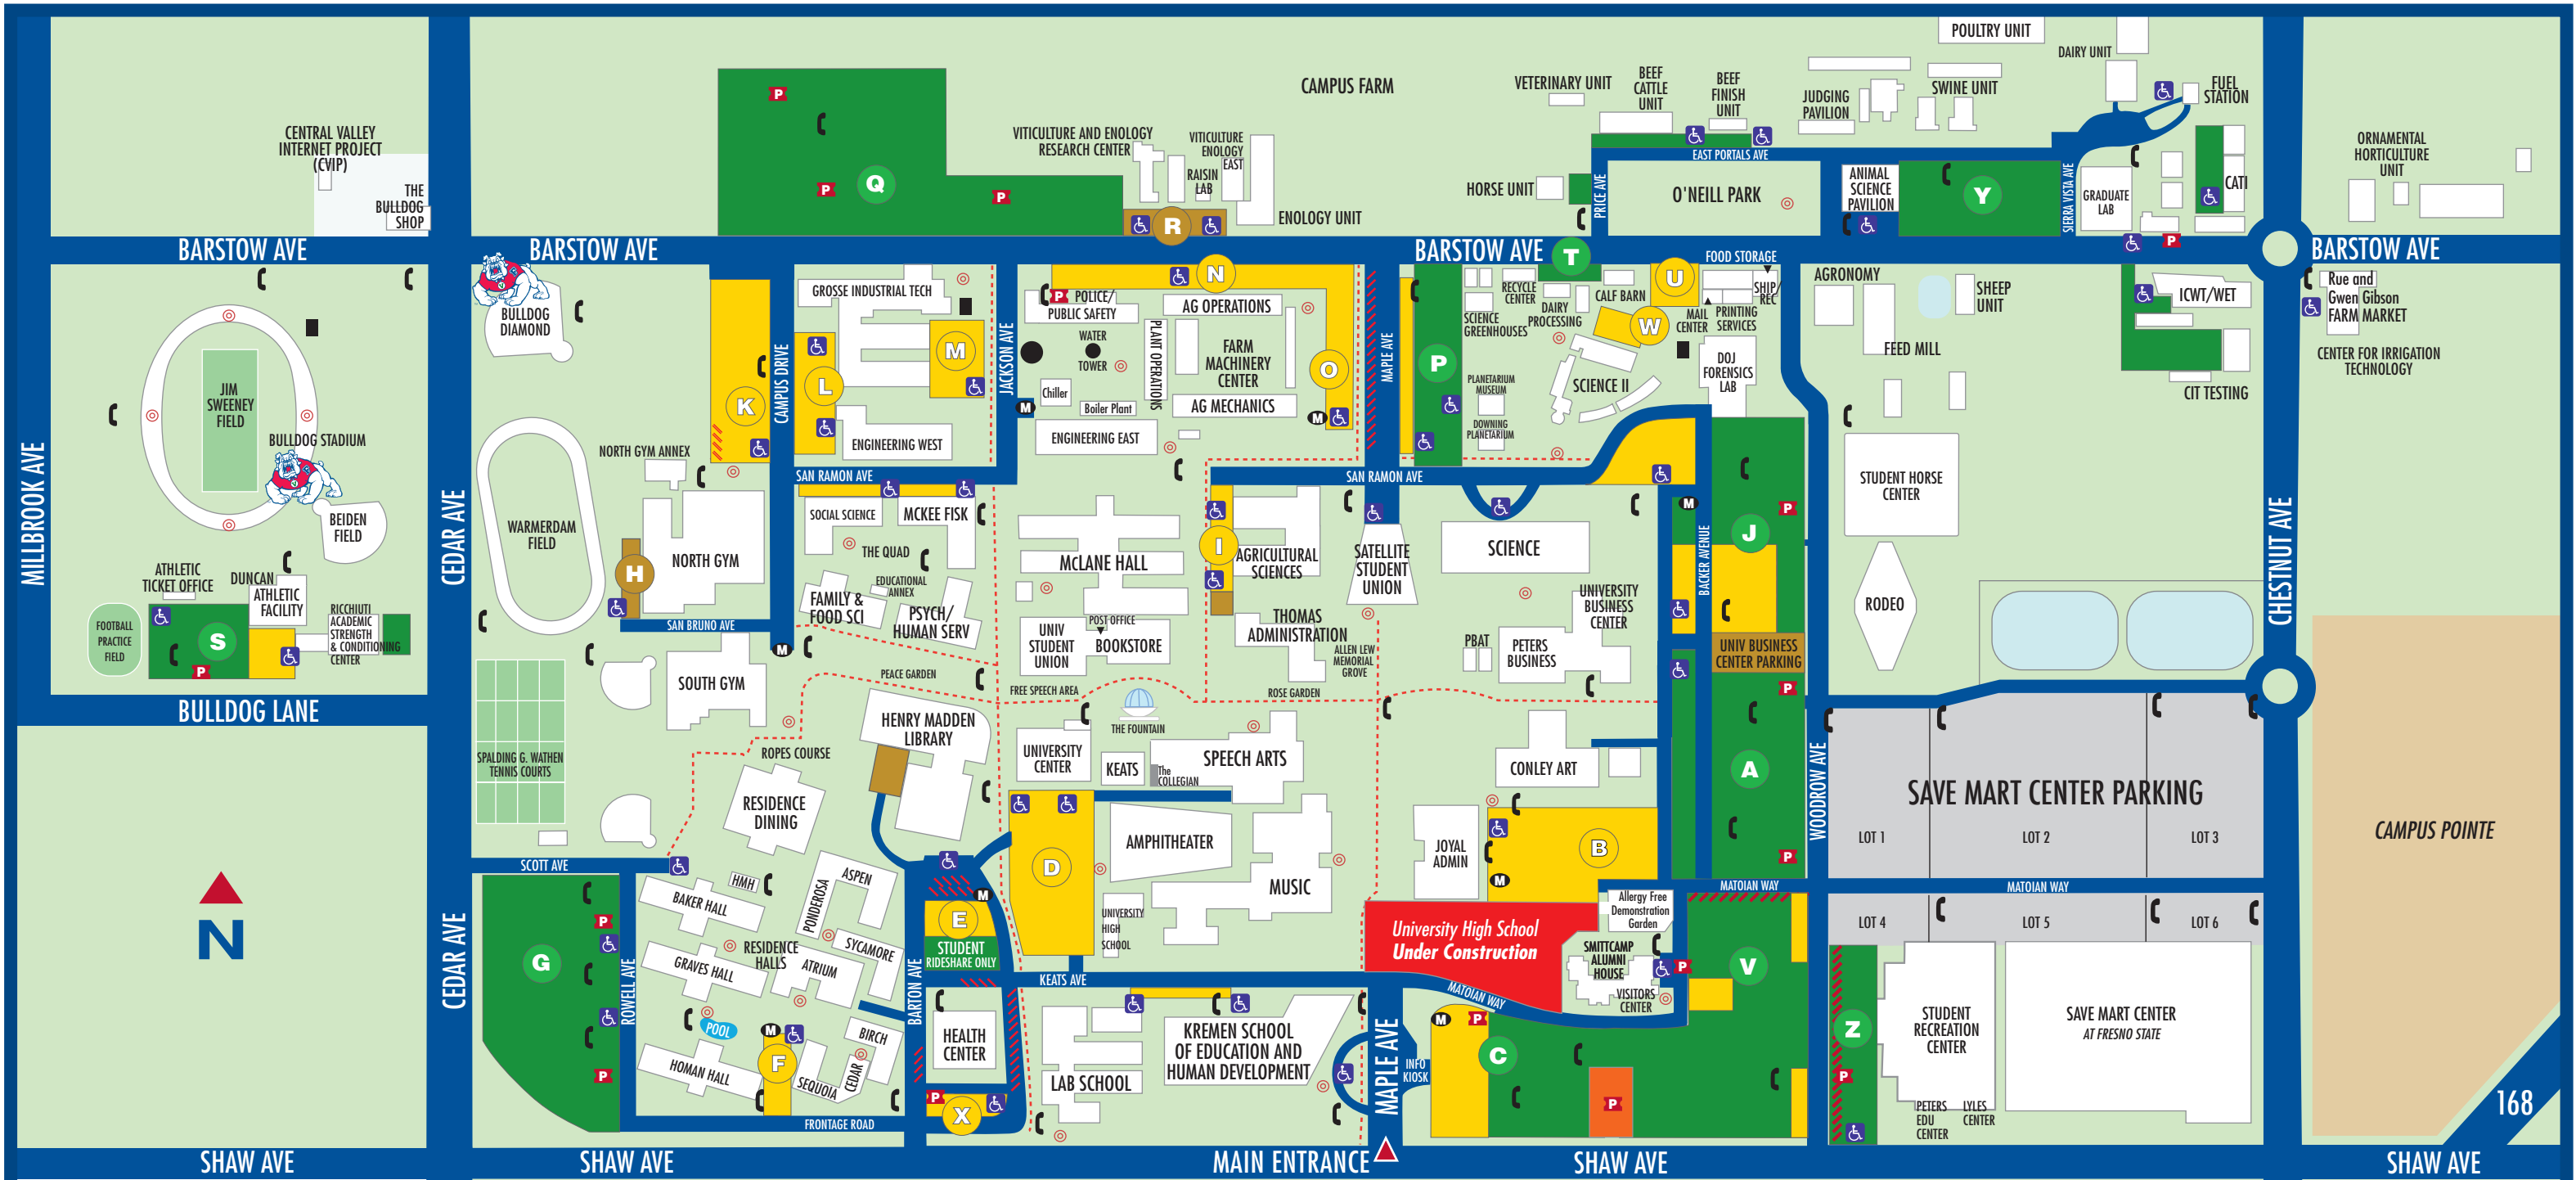 POULTRY UNIT
DAIRY UNIT
CAMPUS FARM
VETERINARY UNIT
BEEF
CATTLE
UNIT
BEEF
FINISH
UNIT
JUDGING
PAVILION
SWINE UNIT
FUEL
STATION
CENTRAL VALLEY
INTERNET PROJECT
(CVIP)
THE
BULLDOG
SHOP
P
P
P
Q
VITICULTURE AND ENOLOGY
RESEARCH CENTER
VITICULTURE
ENOLOGY
EAST
RAISIN
LAB
ENOLOGY UNIT
R
HORSE UNIT
PRICE AVE
EAST PORTALS AVE
O'NEILL PARK
ANIMAL
SCIENCE
PAVILION
Y
SIERRA VISTA AVE
GRADUATE
LAB
CATI
P
ORNAMENTAL
HORTICULTURE
UNIT
BARSTOW AVE
BARSTOW AVE
BARSTOW AVE
BARSTOW AVE
BULLDOG
DIAMOND
JIM
SWEENEY
FIELD
BULLDOG STADIUM
BEIDEN
FIELD
MILLBROOK AVE
CEDAR AVE
ATHLETIC
TICKET OFFICE
DUNCAN
ATHLETIC
FACILITY
RICCHIUTI
ACADEMIC
STRENGTH
& CONDITIONING
CENTER
FOOTBALL
PRACTICE
FIELD
S
P
BULLDOG LANE
N
K
CAMPUS DRIVE
GROSSE INDUSTRIAL TECH
L
M
ENGINEERING WEST
JACKSON AVE
SAN RAMON AVE
N
P
POLICE/
PUBLIC SAFETY
AG OPERATIONS
WATER
TOWER
PLANT OPERATIONS
FARM
MACHINERY
CENTER
O
Chiller
Boiler Plant
AG MECHANICS
M
M
ENGINEERING EAST
MAPLE AVE
SAN RAMON AVE
P
T
U
FOOD STORAGE
RECYCLE
CENTER
CALF BARN
SCIENCE
GREENHOUSES
DAIRY
PROCESSING
W
MAIL
CENTER
PRINTING
SERVICES
SHIP/
REC
PLANETARIUM
MUSEUM
DOWNING
PLANETARIUM
SCIENCE II
DOJ
FORENSICS
LAB
AGRONOMY
SHEEP
UNIT
FEED MILL
ICWT/WET
CIT TESTING
Rue and
Gwen Gibson
FARM MARKET
CENTER FOR IRRIGATION
TECHNOLOGY
NORTH GYM ANNEX
WARMERDAM
FIELD
H
NORTH GYM
SAN BRUNO AVE
M
SOUTH GYM
SPALDING G. WATHEN
TENNIS COURTS
SOCIAL SCIENCE
MCKEE FISK
THE QUAD
EDUCATIONAL
ANNEX
FAMILY &
FOOD SCI
PSYCH/
HUMAN SERV
PEACE GARDEN
McLANE HALL
UNIV
STUDENT
UNION
POST OFFICE
BOOKSTORE
FREE SPEECH AREA
THE FOUNTAIN
I
AGRICULTURAL
SCIENCES
THOMAS
ADMINISTRATION
ALLEN LEW
MEMORIAL
GROVE
ROSE GARDEN
SATELLITE
STUDENT
UNION
SCIENCE
UNIVERSITY
BUSINESS
CENTER
PBAT
PETERS
BUSINESS
M
BACKER AVENUE
J
P
UNIV BUSINESS
CENTER PARKING
P
A
P
STUDENT HORSE
CENTER
RODEO
CHESTNUT AVE
WOODROW AVE
SAVE MART CENTER PARKING
LOT 1
LOT 2
LOT 3
MATOIAN WAY
MATOIAN WAY
LOT 4
LOT 5
LOT 6
CAMPUS POINTE
HENRY MADDEN
LIBRARY
ROPES COURSE
RESIDENCE
DINING
UNIVERSITY
CENTER
KEATS
The
COLLEGIAN
SPEECH ARTS
AMPHITHEATER
MUSIC
D
UNIVERSITY
HIGH
SCHOOL
CONLEY ART
JOYAL
ADMIN
B
M
SCOTT AVE
G
P
P
CEDAR AVE
ROWELL AVE
BAKER HALL
HMH
PONDEROSA
ASPEN
SYCAMORE
RESIDENCE
HALLS
ATRIUM
GRAVES HALL
POOL
M
F
HOMAN HALL
SEQUOIA
CEDAR
BIRCH
BARTON AVE
M
E
STUDENT
RIDESHARE ONLY
KEATS AVE
HEALTH
CENTER
P
X
FRONTAGE ROAD
LAB SCHOOL
KREMEN SCHOOL
OF EDUCATION AND
HUMAN DEVELOPMENT
University High School
Under Construction
Allergy Free
Demonstration
Garden
SMITTCAMP
ALUMNI
HOUSE
VISITORS
CENTER
P
V
MATOIAN WAY
MAPLE AVE
INFO
KIOSK
M
P
C
P
Z
P
STUDENT
RECREATION
CENTER
PETERS
EDU
CENTER
LYLES
CENTER
SAVE MART CENTER
AT FRESNO STATE
168
SHAW AVE
SHAW AVE
MAIN ENTRANCE
SHAW AVE
SHAW AVE